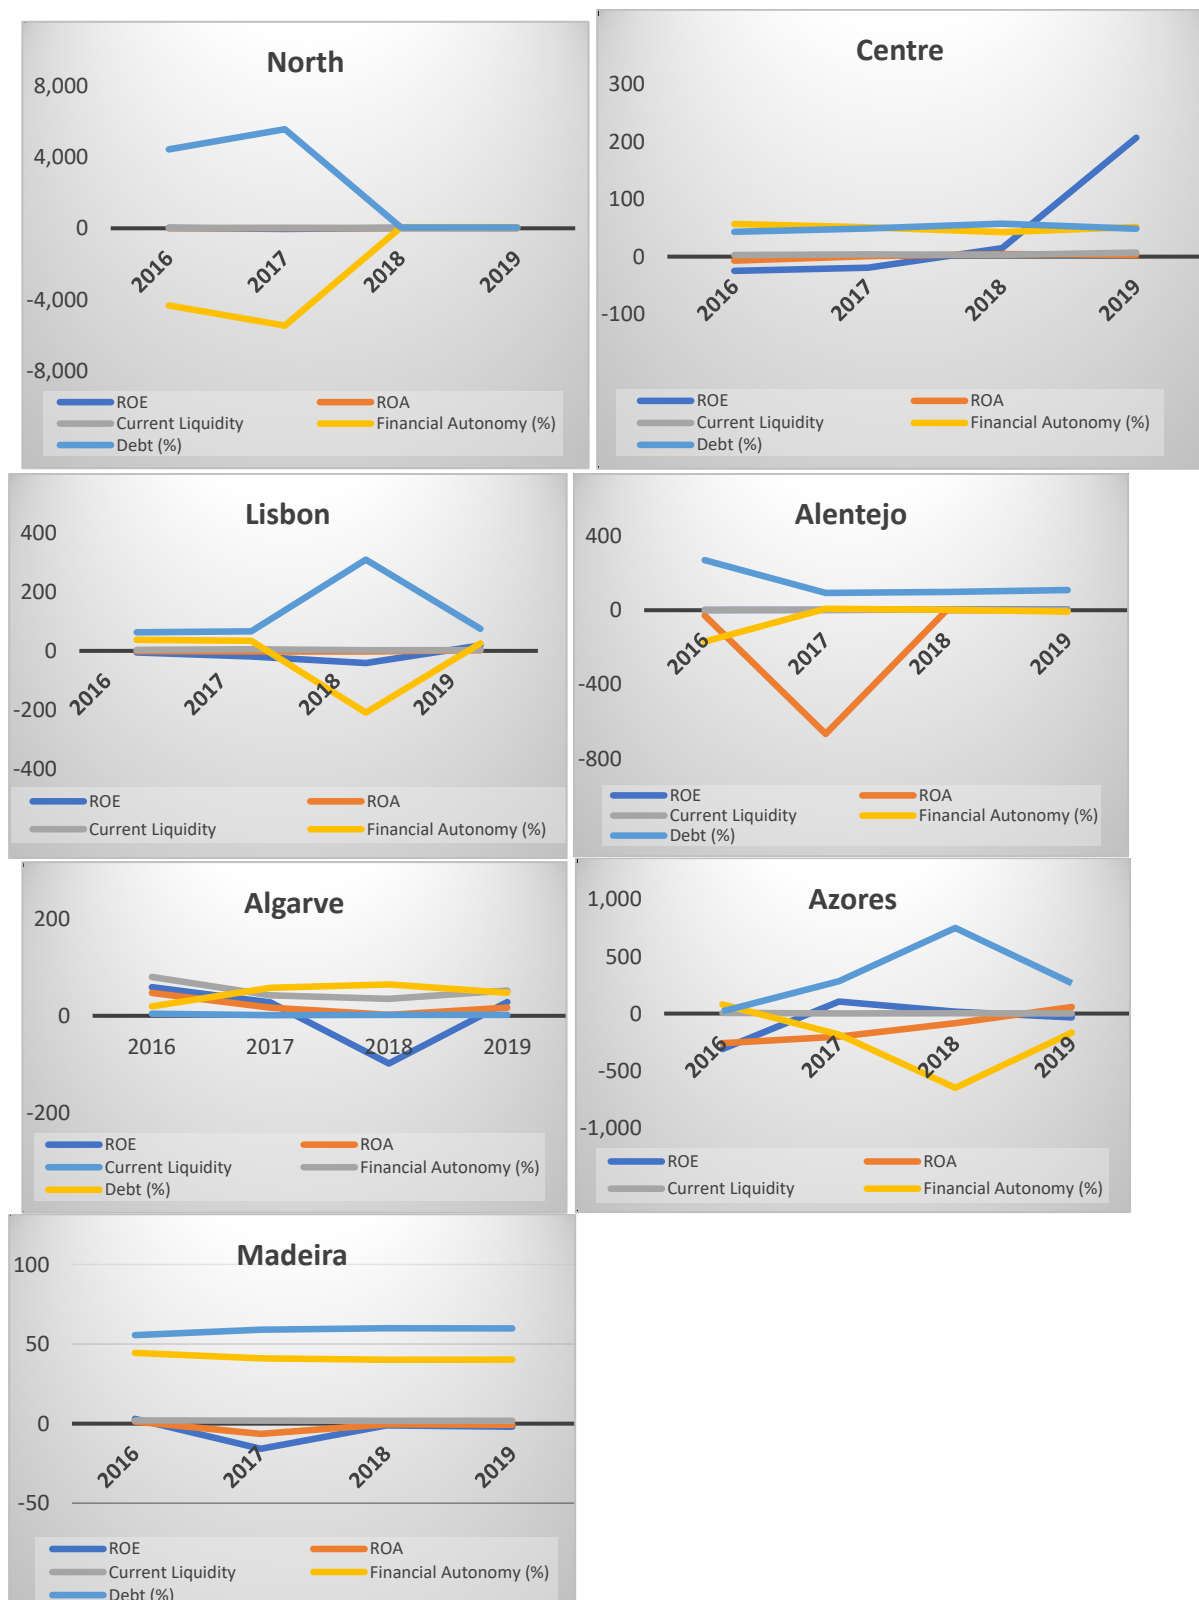 North
8,000
4,000
0
-4,000
-8,000
2016 2017 2018 2019
ROE ROA
Current Liquidity Financial Autonomy (%)
Debt (%)
Centre
300
200
100
0
-100
2016 2017 2018 2019
ROE ROA
Current Liquidity Financial Autonomy (%)
Debt (%)
Lisbon
400
200
0
-200
-400
2016 2017 2018 2019
ROE ROA
Current Liquidity Financial Autonomy (%)
Alentejo
400
0
-400
-800
2016 2017 2018 2019
ROE ROA
Current Liquidity Financial Autonomy (%)
Debt (%)
Algarve
200
0
-200
2016 2017 2018 2019
ROE ROA
Current Liquidity Financial Autonomy (%)
Debt (%)
Azores
1,000
500
0
-500
-1,000
2016 2017 2018 2019
ROE ROA
Current Liquidity Financial Autonomy (%)
Madeira
100
50
0
-50
2016 2017 2018 2019
ROE ROA
Current Liquidity Financial Autonomy (%)
Debt (%)